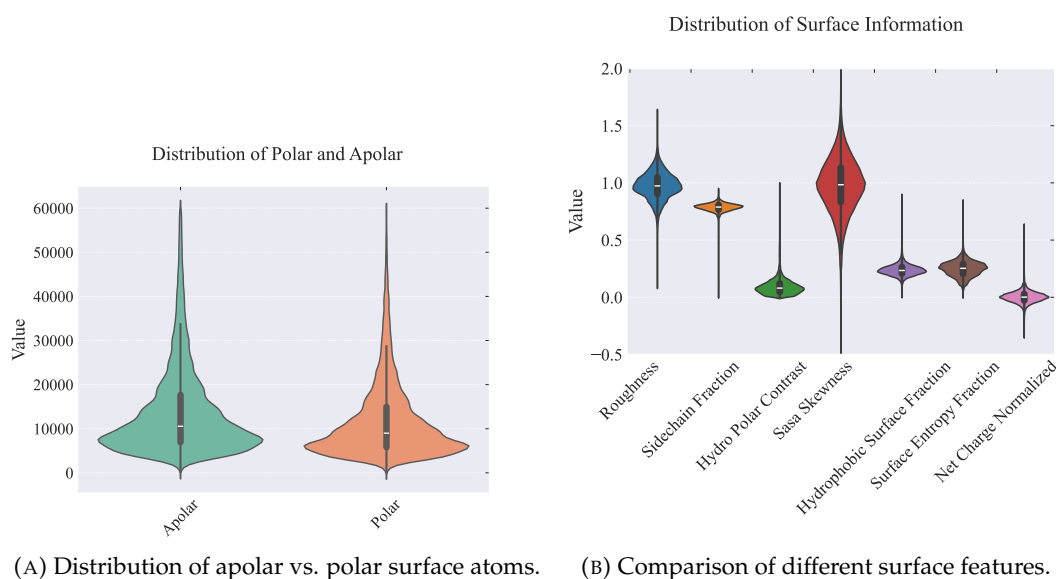 Distribution of Polar and Apolar
Value
60000
50000
40000
30000
20000
10000
0
Apolar
Polar
(A) Distribution of apolar vs. polar surface atoms.
Distribution of Surface Information
Value
2.0
1.5
1.0
0.5
0.0
−0.5
Roughness
Sidechain Fraction
Hydro Polar Contrast
Sasa Skewness
Hydrophobic Surface Fraction
Surface Entropy Fraction
Net Charge Normalized
(B) Comparison of different surface features.